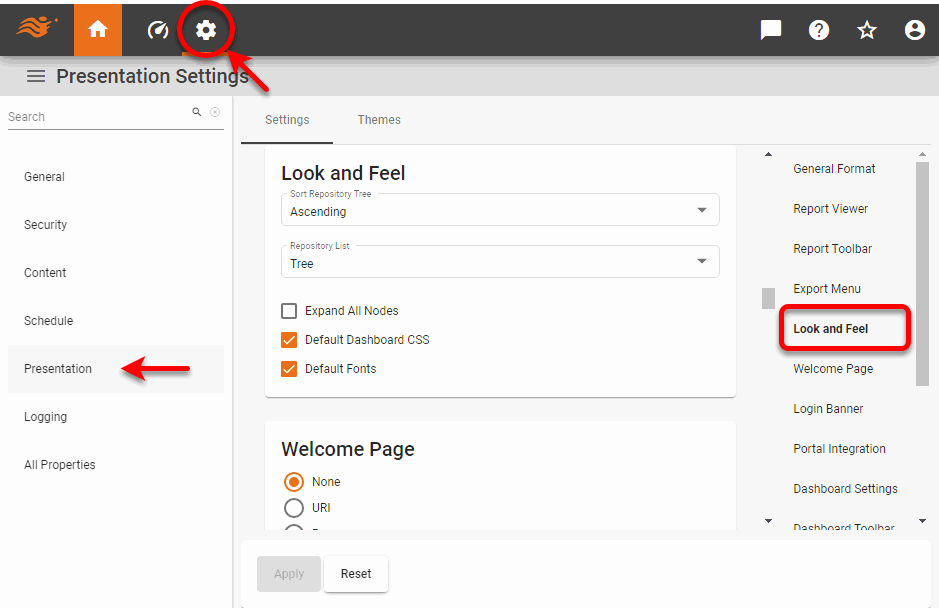 Presentation Settings
Search
General
Security
Content
Schedule
Presentation
Logging
All Properties
Settings
Themes
Look and Feel
Sort Repository Tree
Ascending
Repository List
Tree
Expand All Nodes
Default Dashboard CSS
Default Fonts
Welcome Page
None
URI
Apply
Reset
General Format
Report Viewer
Report Toolbar
Export Menu
Look and Feel
Welcome Page
Login Banner
Portal Integration
Dashboard Settings
Dashboard Toolbar